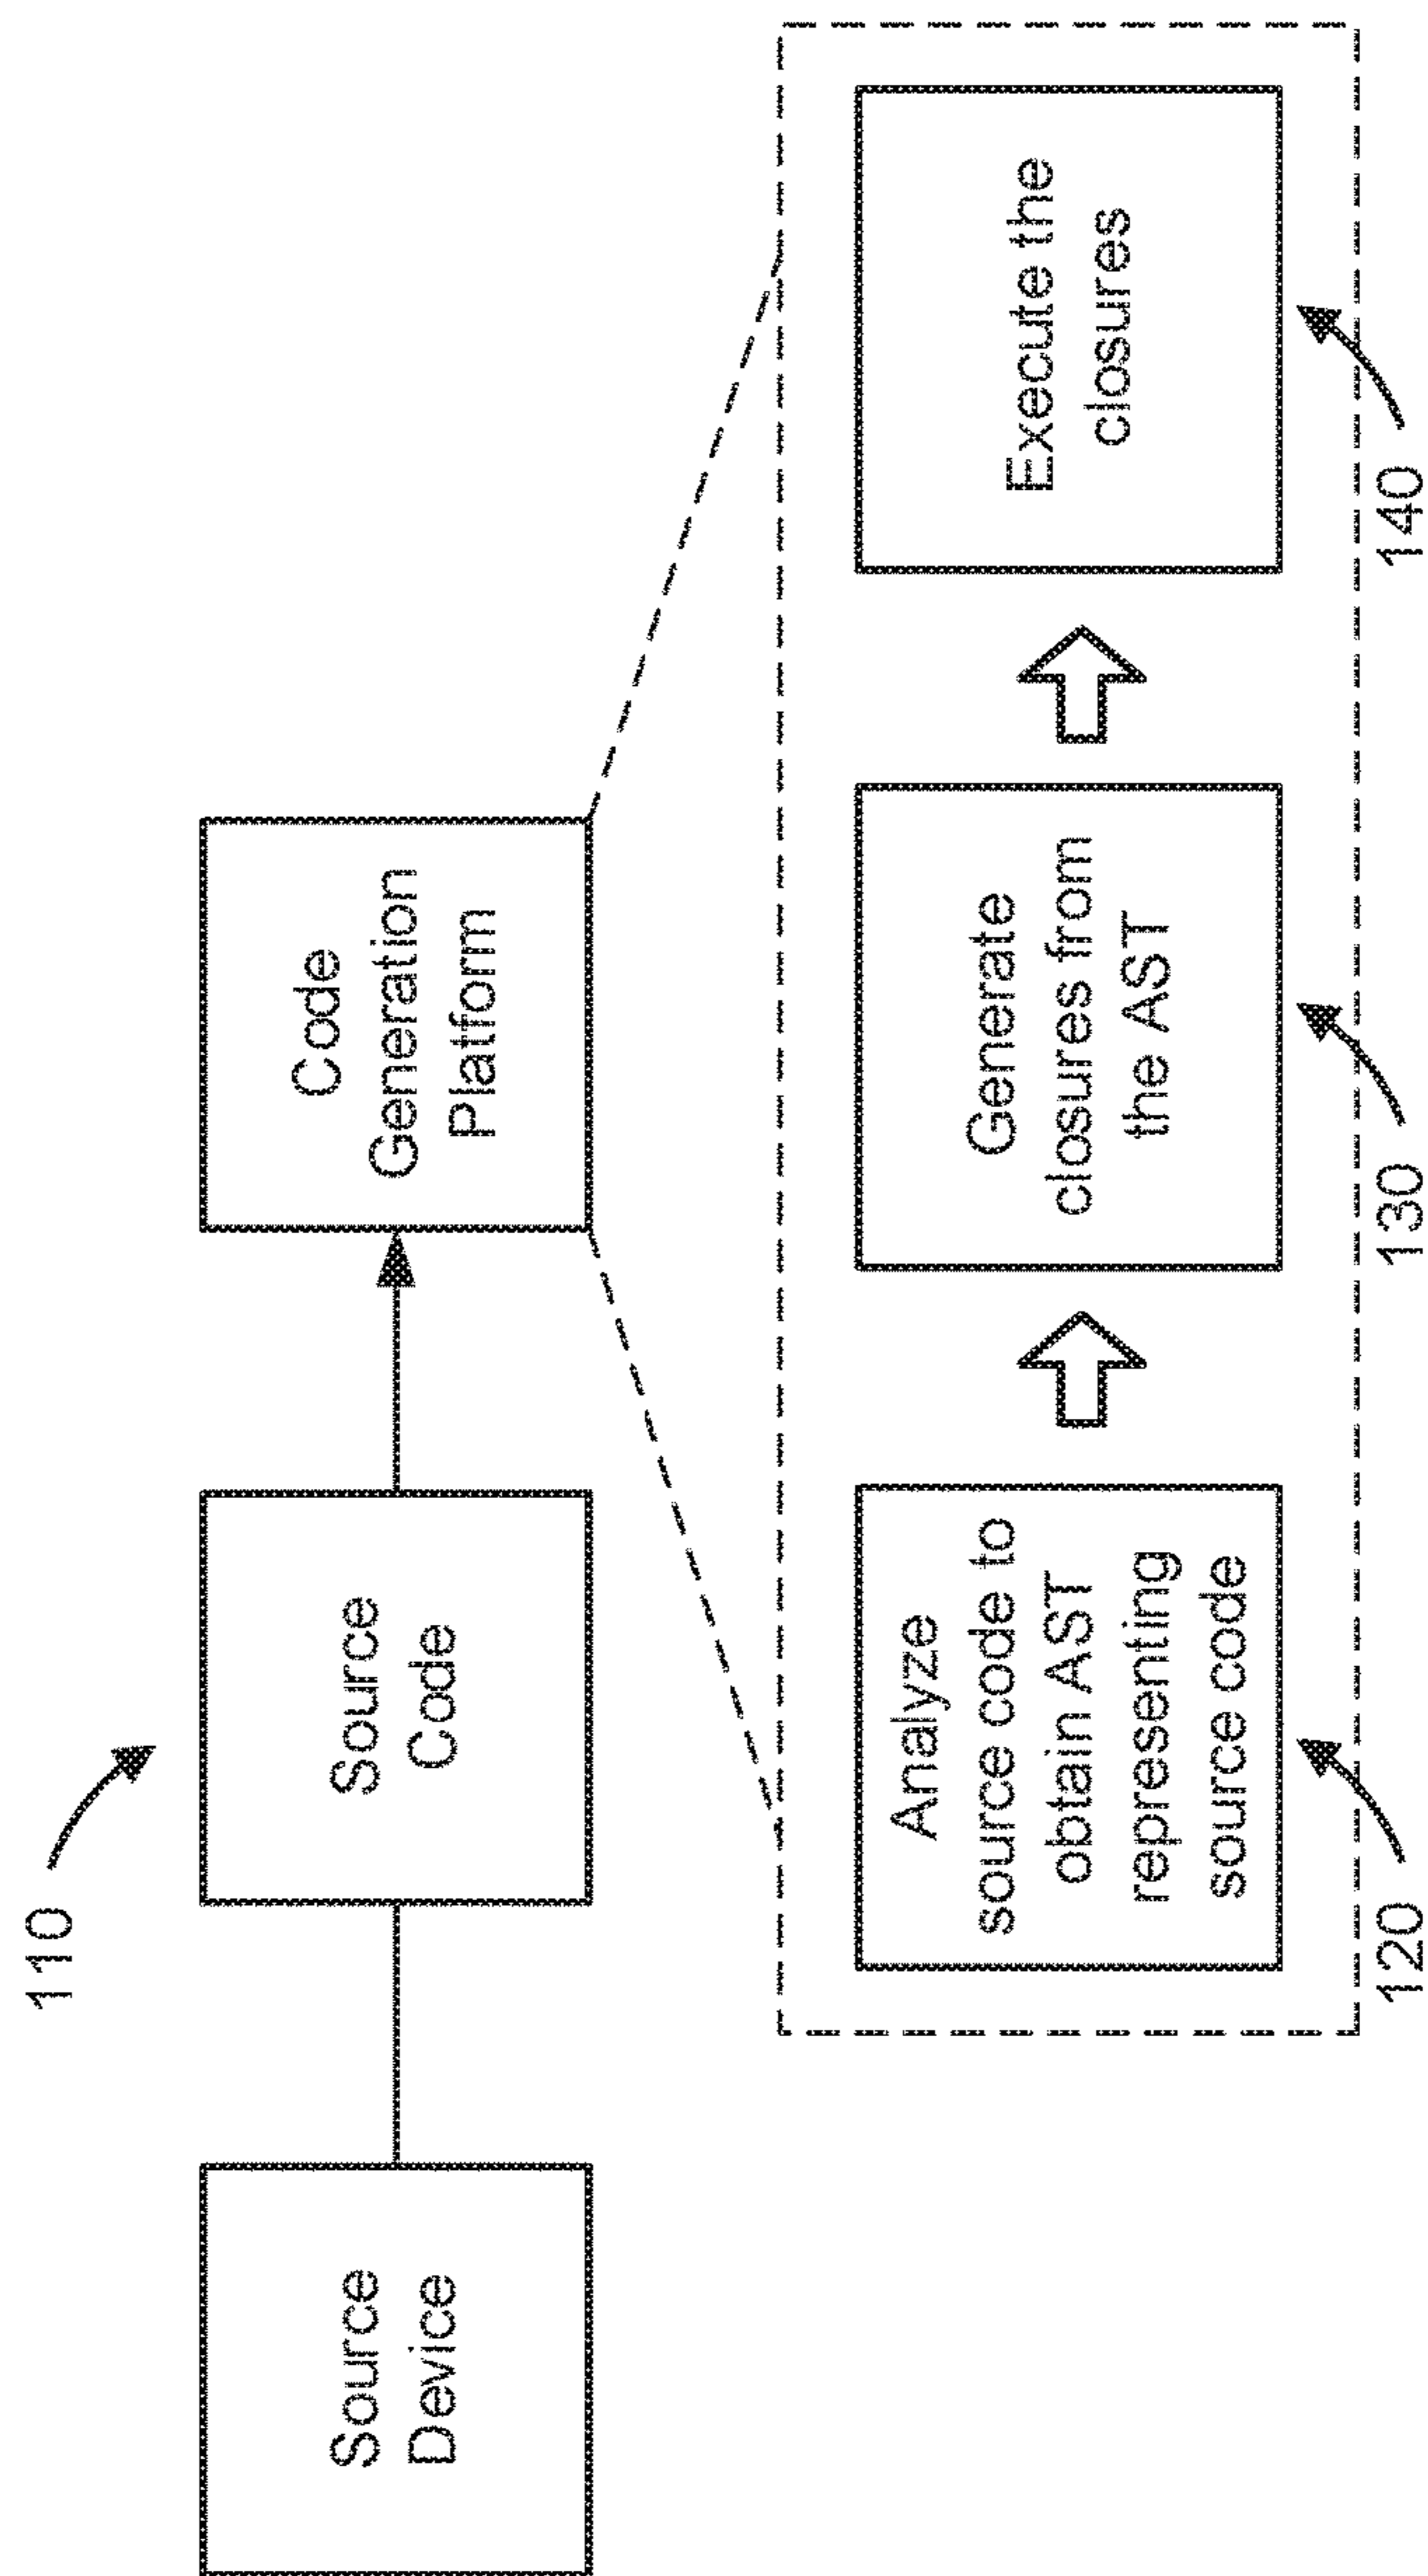 110
Source
Device
Source
Code
Code
Generation
Platform
Analyze
source code to
obtain AST
representing
source code
Generate
closures from
the AST
Execute the
closures
120
130
140